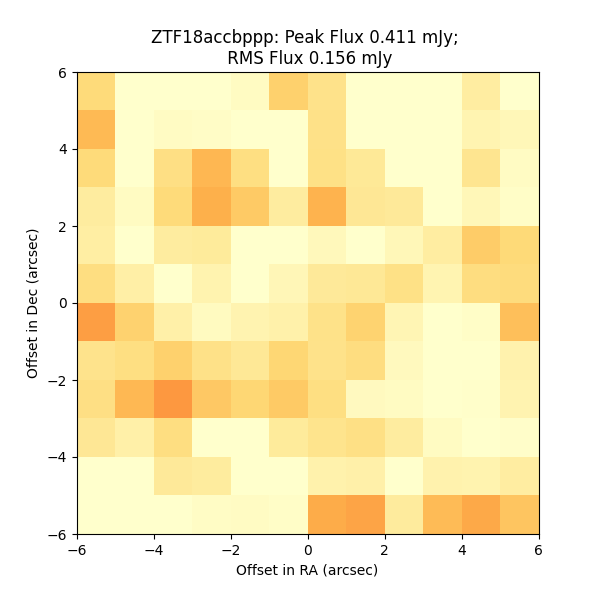 ZTF18accbppp: Peak Flux 0.411 mJy;
RMS Flux 0.156 mJy
6
4
2
0
−2
−4
−6
Offset in Dec (arcsec)
−6 −4 −2 0 2 4 6
Offset in RA (arcsec)